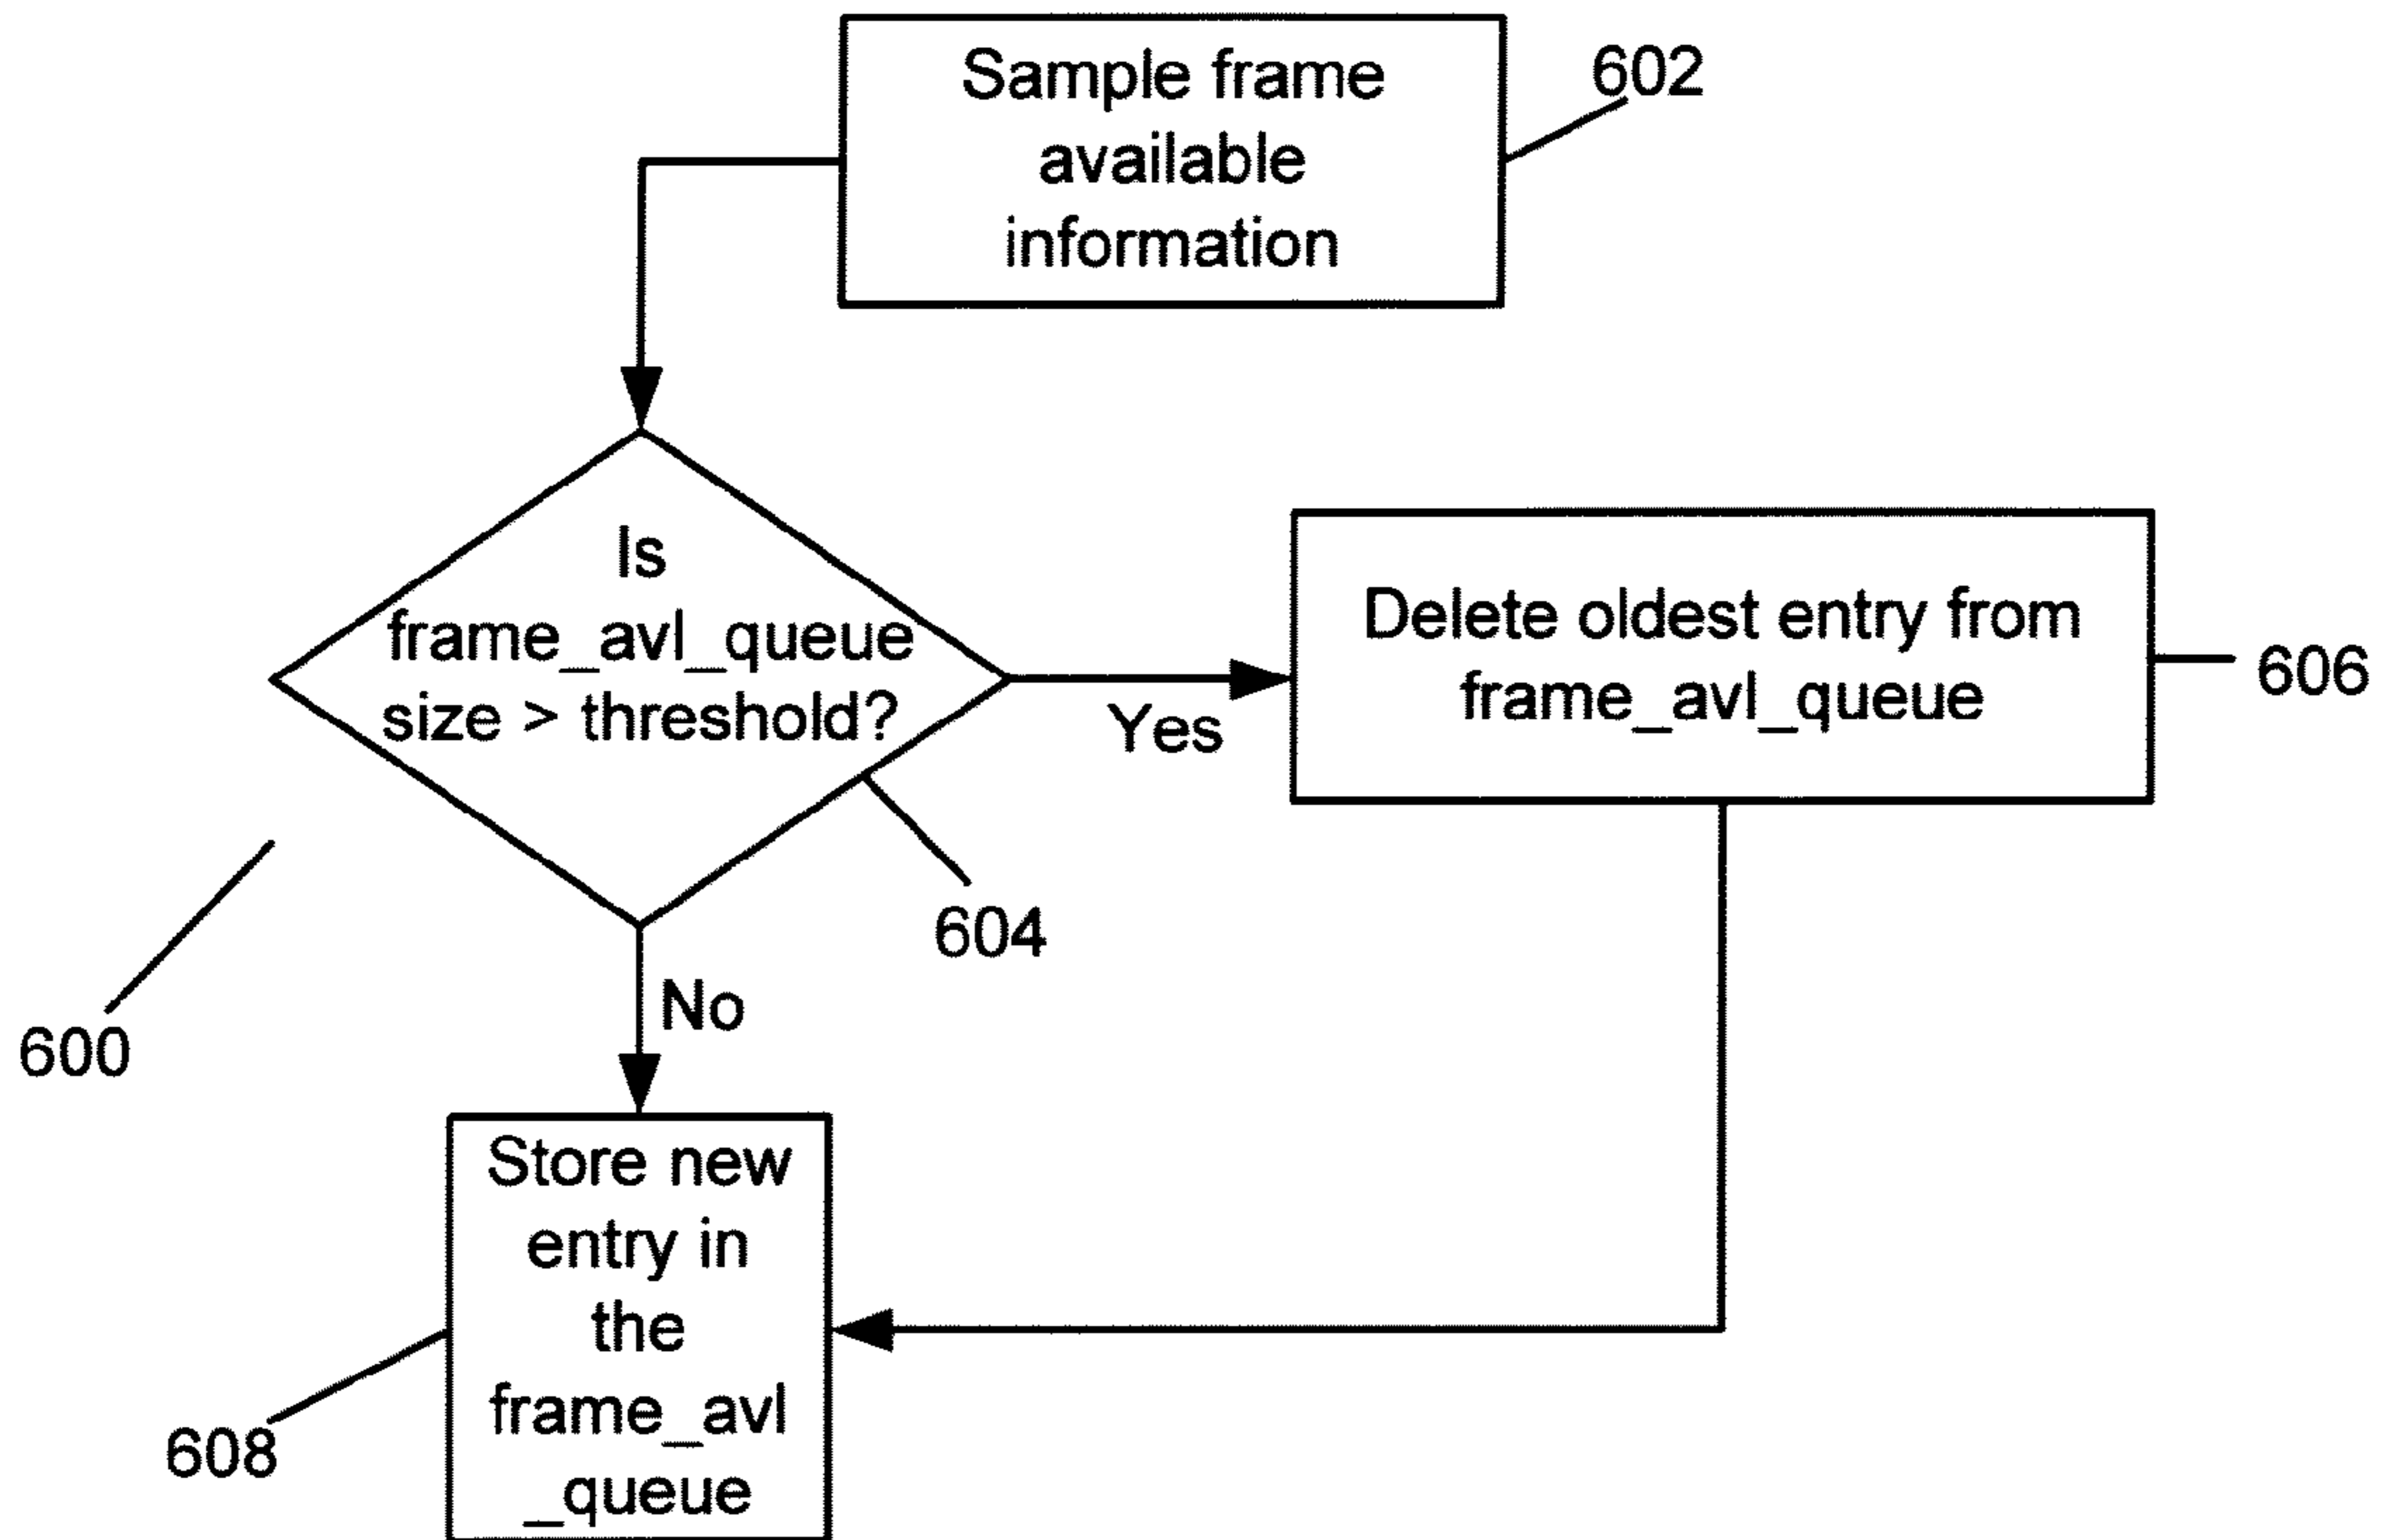 Sample frame
available
information
602
Is
frame_avl_queue
size > threshold?
Yes
Delete oldest entry from
frame_avl_queue
606
604
No
600
Store new
entry in
the
frame_avl
_queue
608